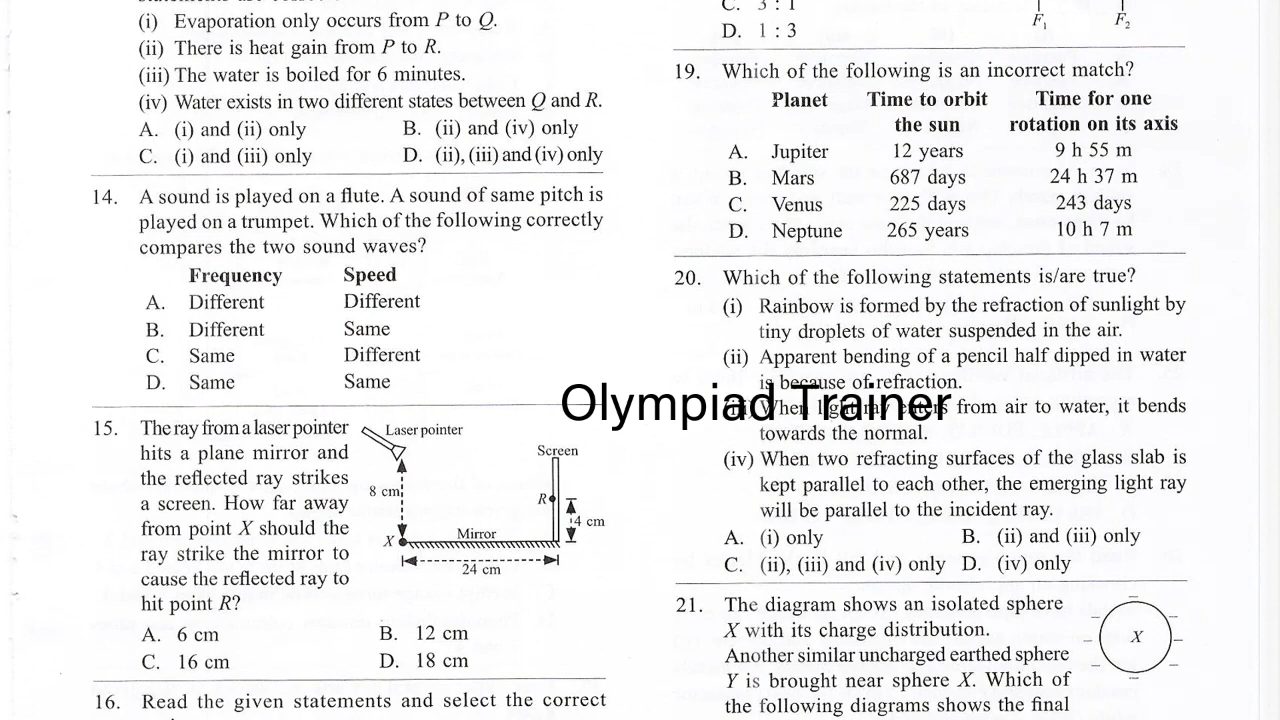 (i) Evaporation only occurs from P to Q.
(ii) There is heat gain from P to R.
(iii) The water is boiled for 6 minutes.
(iv) Water exists in two different states between Q and R.
A. (i) and (ii) only B. (ii) and (iv) only
C. (i) and (iii) only D. (ii), (iii) and (iv) only
14. A sound is played on a flute. A sound of same pitch is
played on a trumpet. Which of the following correctly
compares the two sound waves?
Frequency Speed
A. Different Different
B. Different Same
C. Same Different
D. Same Same
15. The ray from a laser pointer
hits a plane mirror and
the reflected ray strikes
a screen. How far away
from point X should the
ray strike the mirror to
cause the reflected ray to
hit point R?
Laser pointer
Screen
8 cm
R
4 cm
X
Mirror
24 cm
A. 6 cm B. 12 cm
C. 16 cm D. 18 cm
16. Read the given statements and select the correct
C. 3 : 1
D. 1 : 3
F1 F2
19. Which of the following is an incorrect match?
Planet Time to orbit Time for one
the sun rotation on its axis
A. Jupiter 12 years 9 h 55 m
B. Mars 687 days 24 h 37 m
C. Venus 225 days 243 days
D. Neptune 265 years 10 h 7 m
20. Which of the following statements is/are true?
(i) Rainbow is formed by the refraction of sunlight by
tiny droplets of water suspended in the air.
(ii) Apparent bending of a pencil half dipped in water
is because of refraction.
(iii) When light ray enters from air to water, it bends
towards the normal.
(iv) When two refracting surfaces of the glass slab is
kept parallel to each other, the emerging light ray
will be parallel to the incident ray.
A. (i) only B. (ii) and (iii) only
C. (ii), (iii) and (iv) only D. (iv) only
21. The diagram shows an isolated sphere
X with its charge distribution.
Another similar uncharged earthed sphere
Y is brought near sphere X. Which of
the following diagrams shows the final
X
Olympiad Trainer